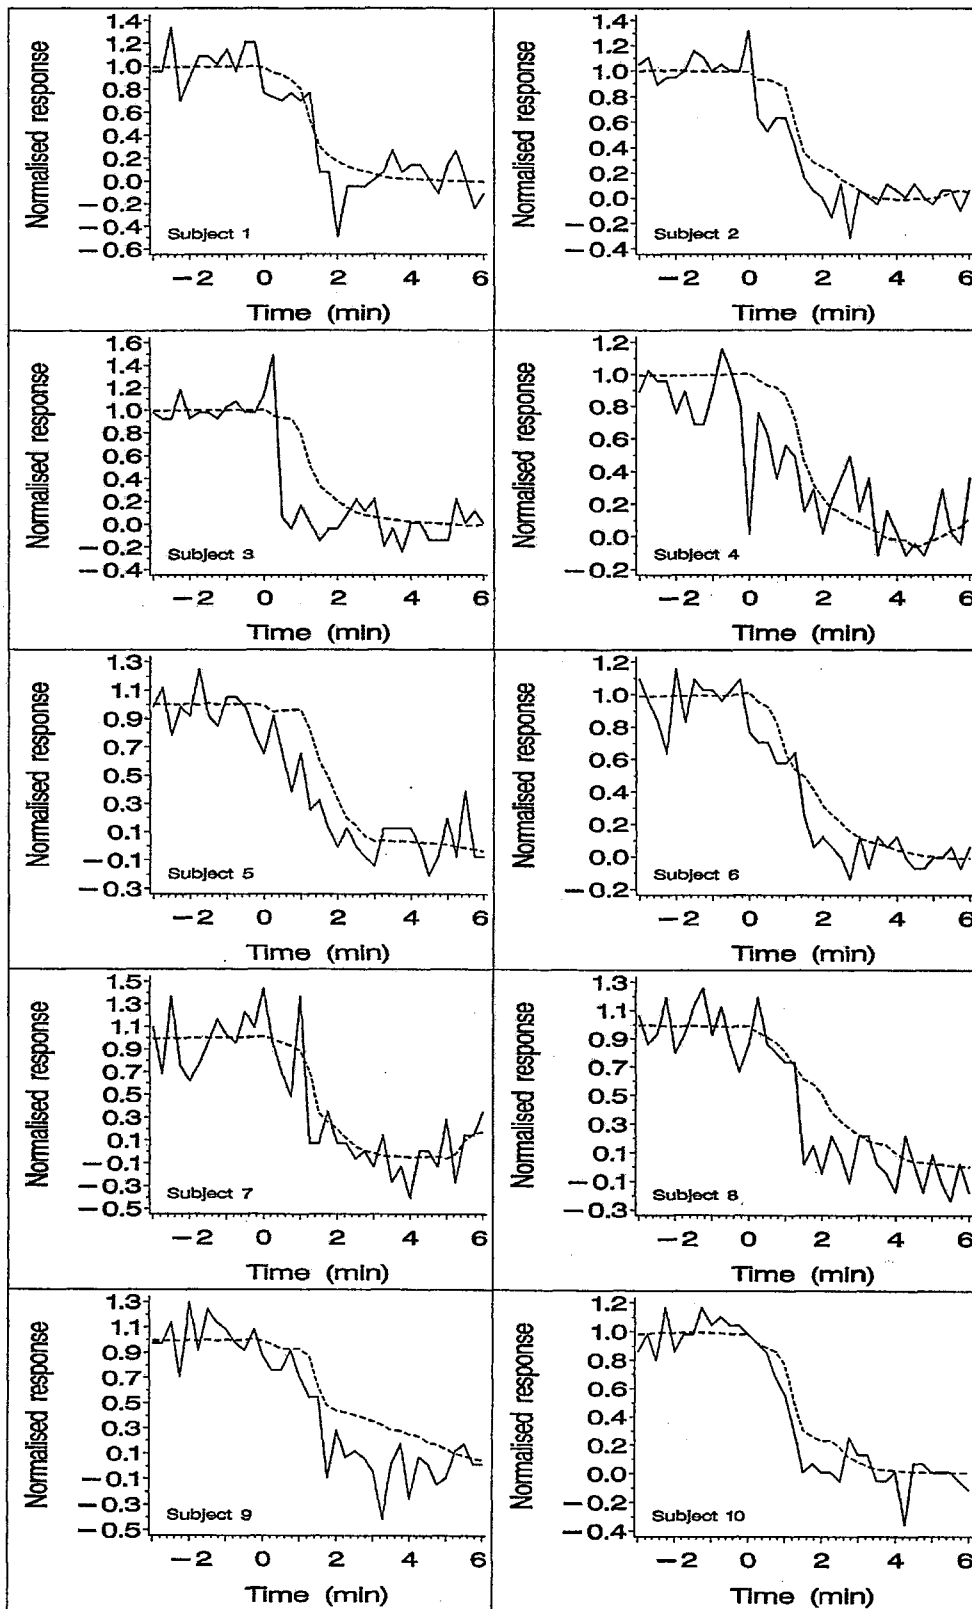 Normalised response
1.4
1.2
1.0
0.8
0.6
0.4
0.2
0.0
−0.2
−0.4
−0.6
Subject 1
−2 0 2 4 6
Time (min)
Normalised response
1.4
1.2
1.0
0.8
0.6
0.4
0.2
0.0
−0.2
−0.4
Subject 2
−2 0 2 4 6
Time (min)
Normalised response
1.6
1.4
1.2
1.0
0.8
0.6
0.4
0.2
0.0
−0.2
−0.4
Subject 3
−2 0 2 4 6
Time (min)
Normalised response
1.2
1.0
0.8
0.6
0.4
0.2
0.0
−0.2
Subject 4
−2 0 2 4 6
Time (min)
Normalised response
1.3
1.1
0.9
0.7
0.5
0.3
0.1
−0.1
−0.3
Subject 5
−2 0 2 4 6
Time (min)
Normalised response
1.2
1.0
0.8
0.6
0.4
0.2
0.0
−0.2
Subject 6
−2 0 2 4 6
Time (min)
Normalised response
1.5
1.3
1.1
0.9
0.7
0.5
0.3
0.1
−0.1
−0.3
−0.5
Subject 7
−2 0 2 4 6
Time (min)
Normalised response
1.3
1.1
0.9
0.7
0.5
0.3
0.1
−0.1
−0.3
Subject 8
−2 0 2 4 6
Time (min)
Normalised response
1.3
1.1
0.9
0.7
0.5
0.3
0.1
−0.1
−0.3
−0.5
Subject 9
−2 0 2 4 6
Time (min)
Normalised response
1.2
1.0
0.8
0.6
0.4
0.2
0.0
−0.2
−0.4
Subject 10
−2 0 2 4 6
Time (min)